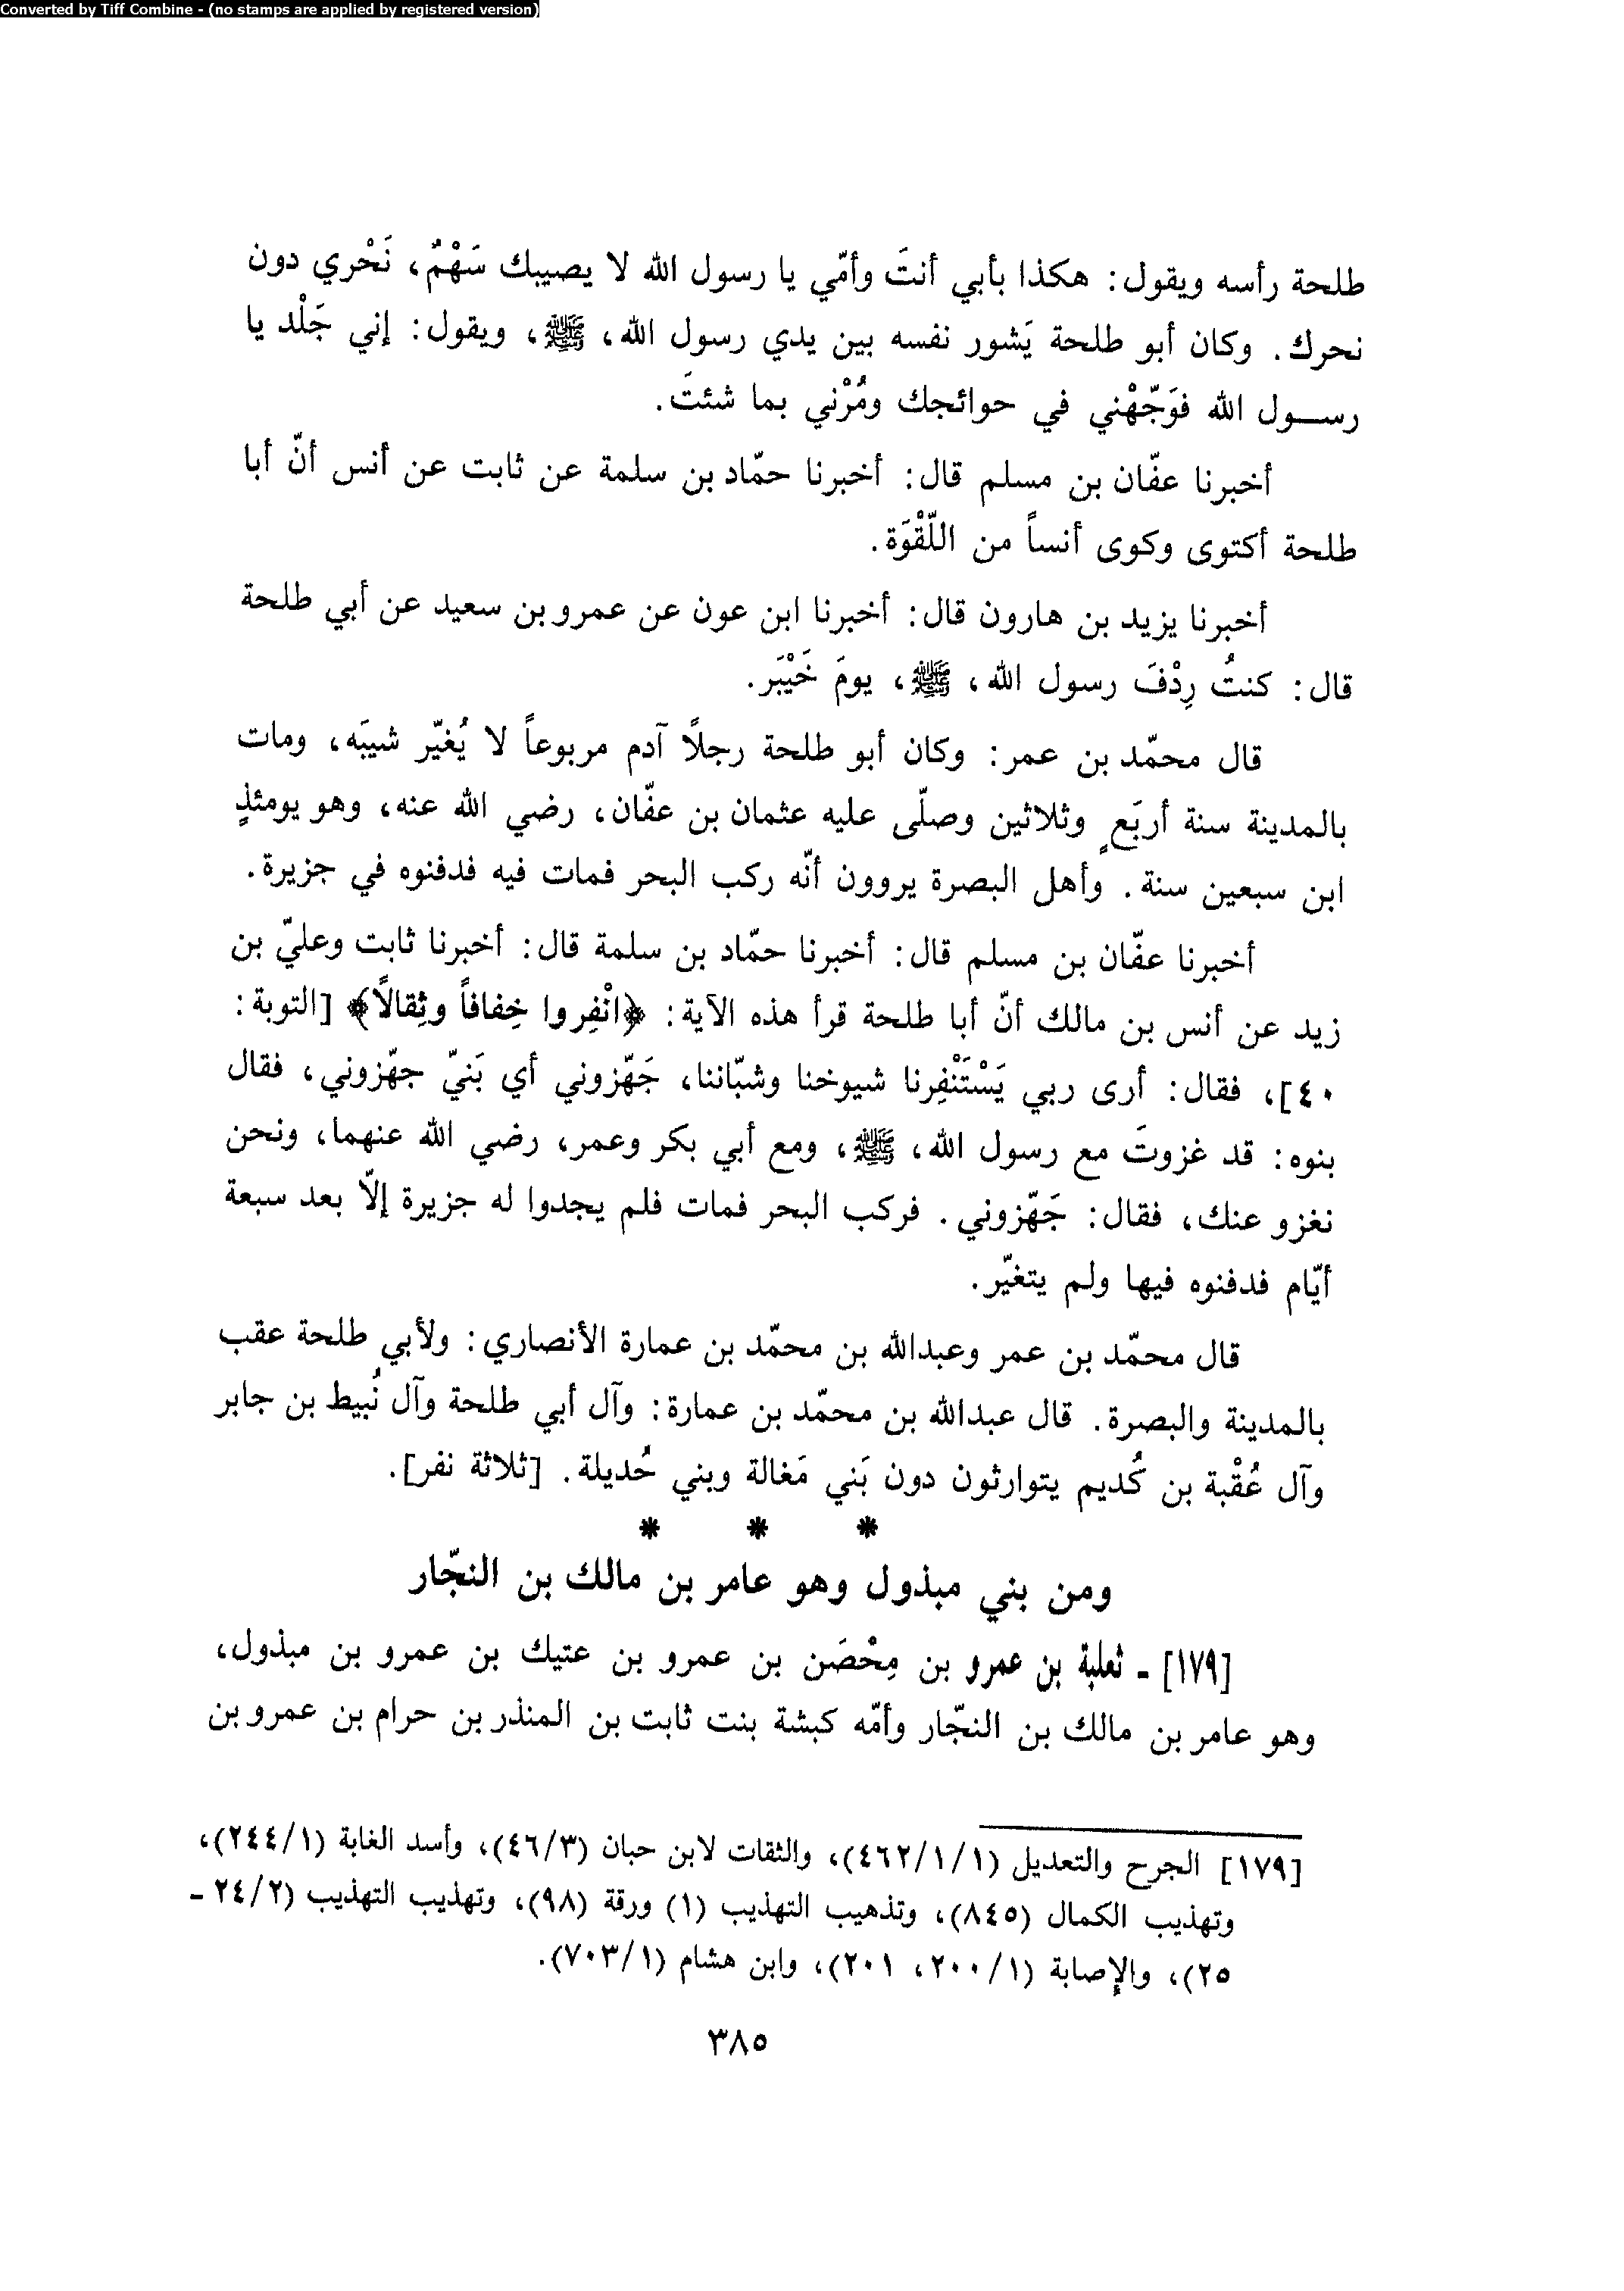 Converted by Tiff Combine - (no stamps are applied by registered version)
طلحة رأسه ويقول: هكذا بأبي أنتَ وأمّي يا رسول الله لا يصيبك سَهْمٌ، نَحْري دون
نحرك. وكان أبو طلحة يَشور نفسه بين يدي رسول الله، ﷺ، ويقول: إني جَلْد يا
رســول الله فوَجّهْني في حوائجك ومُرْني بما شئتَ.
أخبرنا عفّان بن مسلم قال: أخبرنا حمّاد بن سلمة عن ثابت عن أنس أنّ أبا
طلحة أكتوى وكوى أنساً من اللّقْوَة.
أخبرنا يزيد بن هارون قال: أخبرنا ابن عون عن عمرو بن سعيد عن أبي طلحة
قال: كنتُ رِدْفَ رسول الله، ﷺ، يومَ خَيْبَر.
قال محمّد بن عمر: وكان أبو طلحة رجلاً آدم مربوعاً لا يُغيّر شيبَه، ومات
بالمدينة سنة أربَعٍ وثلاثين وصلّى عليه عثمان بن عفّان، رضي الله عنه، وهو يومئذٍ
ابن سبعين سنة. وأهل البصرة يروون أنّه ركب البحر فمات فيه فدفنوه في جزيرة.
أخبرنا عفّان بن مسلم قال: أخبرنا حمّاد بن سلمة قال: أخبرنا ثابت وعليّ بن
زيد عن أنس بن مالك أنّ أبا طلحة قرأ هذه الآية: ﴿انْفِروا خِفافاً وثِقالاً﴾ [التوبة:
٤٠]، فقال: أرى ربي يَسْتَنْفِرنا شيوخنا وشبّاننا، جَهّزوني أي بَنيّ جهّزوني، فقال
بنوه: قد غزوتَ مع رسول الله، ﷺ، ومع أبي بكر وعمر، رضي الله عنهما، ونحن
نغزو عنك، فقال: جَهّزوني. فركب البحر فمات فلم يجدوا له جزيرة إلاّ بعد سبعة
أيّام فدفنوه فيها ولم يتغيّر.
قال محمّد بن عمر وعبدالله بن محمّد بن عمارة الأنصاري: ولأبي طلحة عقب
بالمدينة والبصرة. قال عبدالله بن محمّد بن عمارة: وآل أبي طلحة وآل نُبيط بن جابر
وآل عُقْبة بن كُديم يتوارثون دون بَني مَغالة وبني حُديلة. [ثلاثة نفر].
* * *
ومن بني مبذول وهو عامر بن مالك بن النجّار
[١٧٩] ـ ثعلبة بن عمرو بن مِحْصَن بن عمرو بن عتيك بن عمرو بن مبذول،
وهو عامر بن مالك بن النجّار وأمّه كبشة بنت ثابت بن المنذر بن حرام بن عمرو بن
[١٧٩] الجرح والتعديل (٤٦٢/١/١)، والثقات لابن حبان (٤٦/٣)، وأسد الغابة (٢٤٤/١)،
وتهذيب الكمال (٨٤٥)، وتذهيب التهذيب (١) ورقة (٩٨)، وتهذيب التهذيب (٢٤/٢ ـ
٢٥)، والإصابة (٢٠٠/١، ٢٠١)، وابن هشام (٧٠٣/١).
٣٨٥